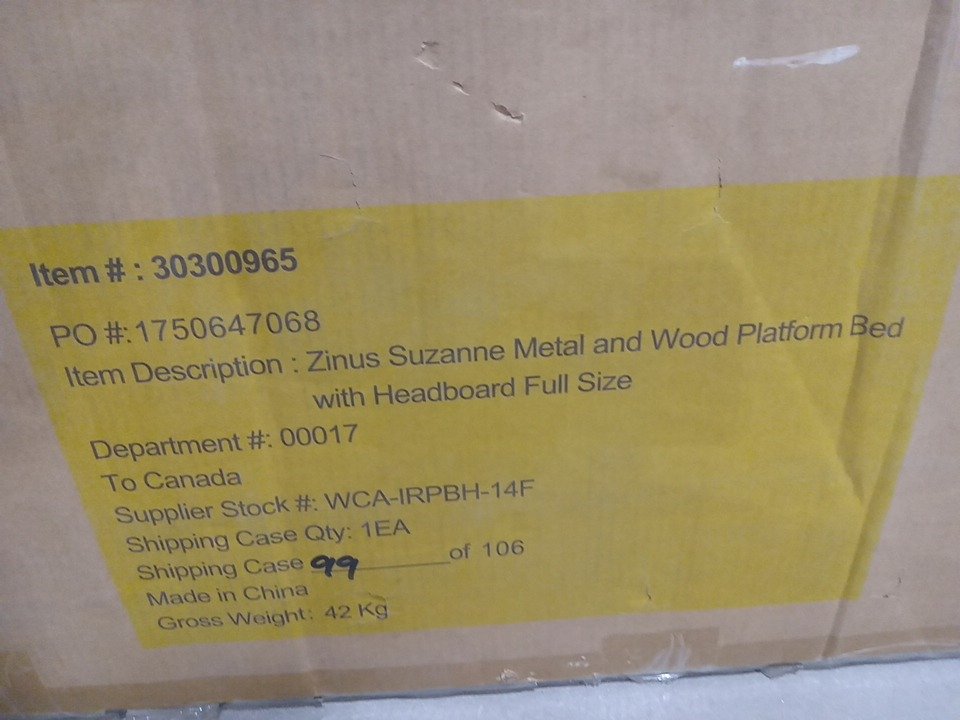 Item # : 30300965
PO #: 1750647068
Item Description : Zinus Suzanne Metal and Wood Platform Bed
with Headboard Full Size
Department #: 00017
To Canada
Supplier Stock #: WCA-IRPBH-14F
Shipping Case Qty: 1EA
Shipping Case 99______of 106
Made in China
Gross Weight: 42 Kg